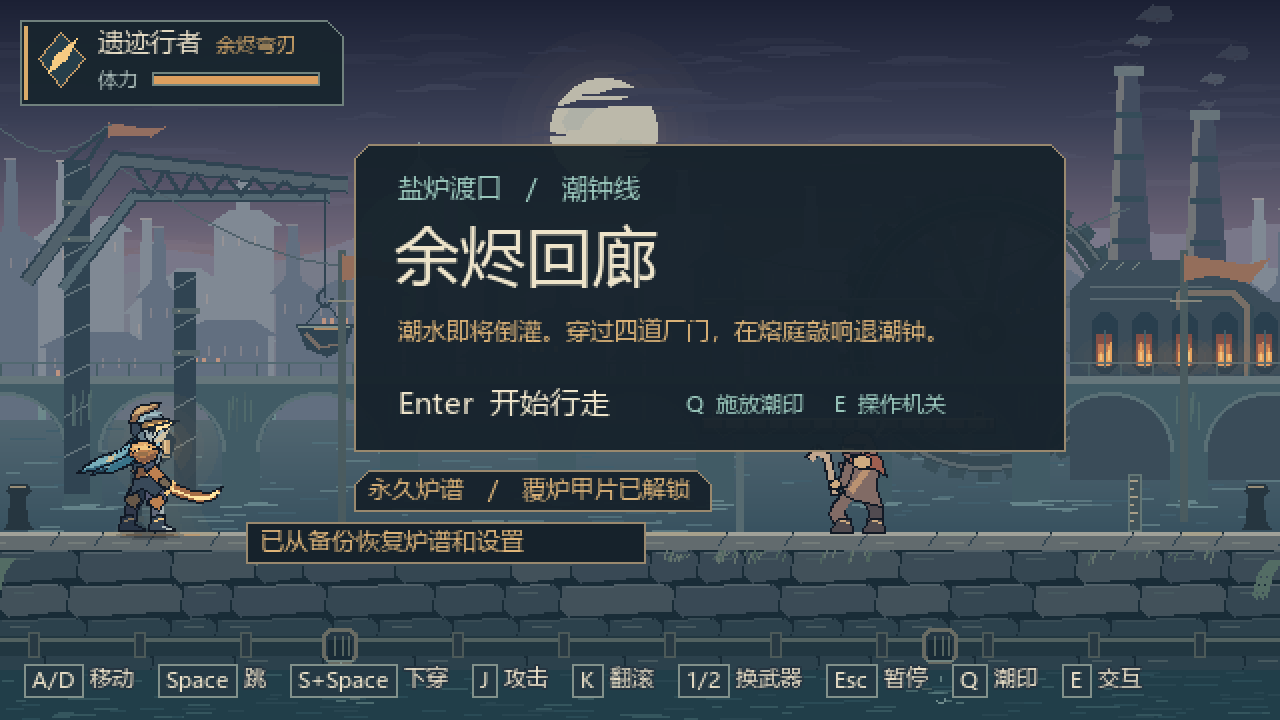 遗迹行者 余烬弯刃
体力
盐炉渡口 / 潮钟线
余烬回廊
潮水即将倒灌。穿过四道厂门，在熔庭敲响退潮钟。
Enter 开始行走 Q 施放潮印 E 操作机关
永久炉谱 / 覆炉甲片已解锁
已从备份恢复炉谱和设置
A/D 移动 Space 跳 S+Space 下穿 J 攻击 K 翻滚 1/2 换武器 Esc 暂停 · Q 潮印 E 交互